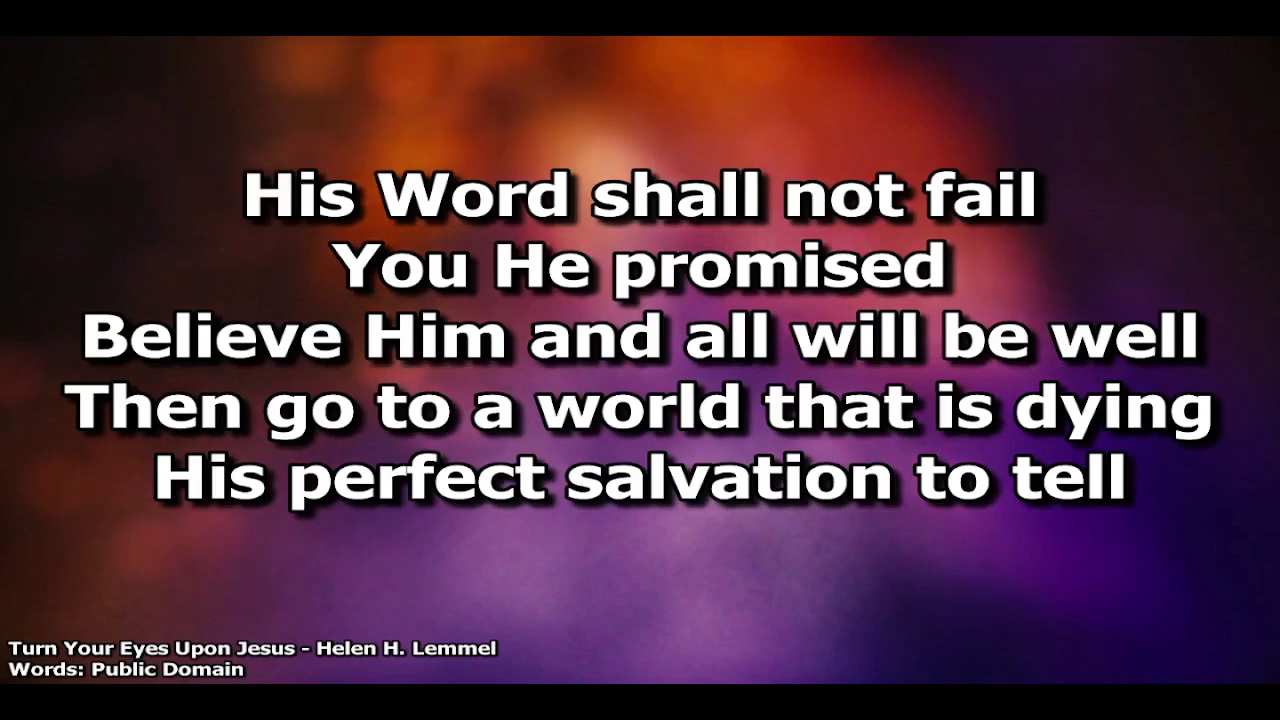 His Word shall not fail
You He promised
Believe Him and all will be well
Then go to a world that is dying
His perfect salvation to tell
Turn Your Eyes Upon Jesus - Helen H. Lemmel
Words: Public Domain